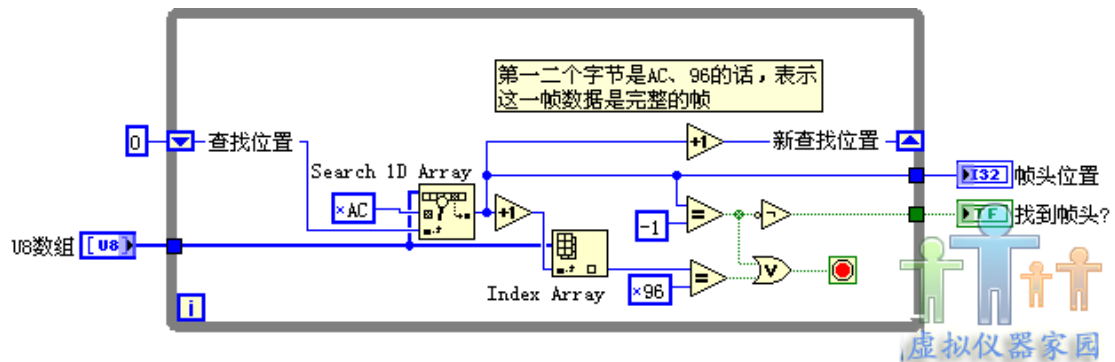 第一二个字节是AC、96的话，表示
这一帧数据是完整的帧
0
查找位置
+1
新查找位置
Search 1D Array
×AC
+1
I32
帧头位置
=
-1
TF
找到帧头?
U8数组
[U8]
V
=
Index Array
×96
i
虚拟仪器家园